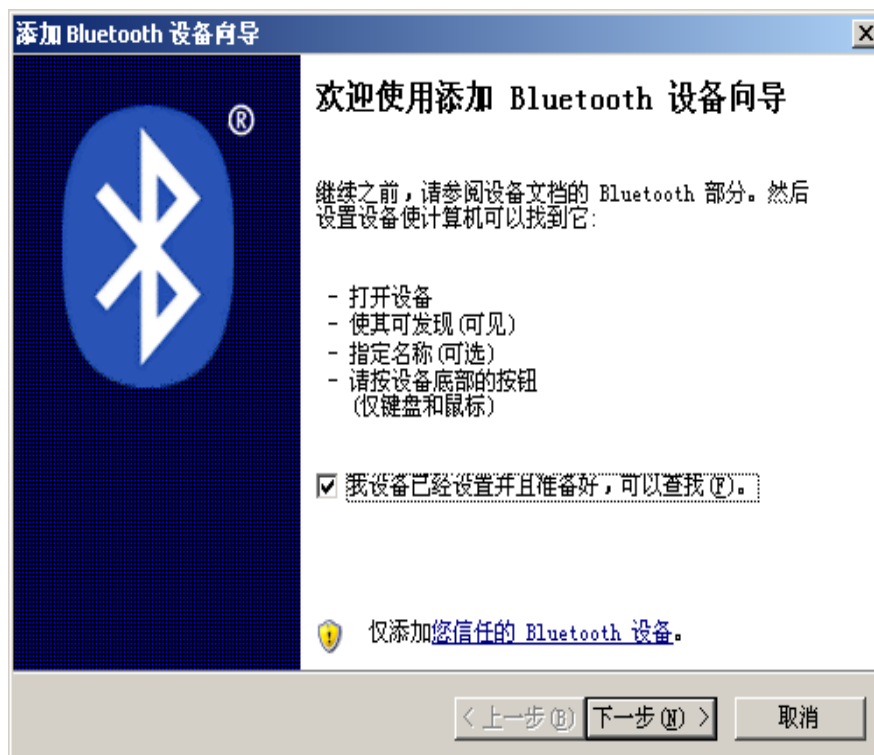 添加 Bluetooth 设备向导
®
欢迎使用添加 Bluetooth 设备向导
继续之前，请参阅设备文档的 Bluetooth 部分。然后
设置设备使计算机可以找到它:
- 打开设备
- 使其可发现(可见)
- 指定名称(可选)
- 请按设备底部的按钮
(仅键盘和鼠标)
我设备已经设置并且准备好，可以查找(F)。
仅添加您信任的 Bluetooth 设备。
< 上一步(B) 下一步(N) > 取消